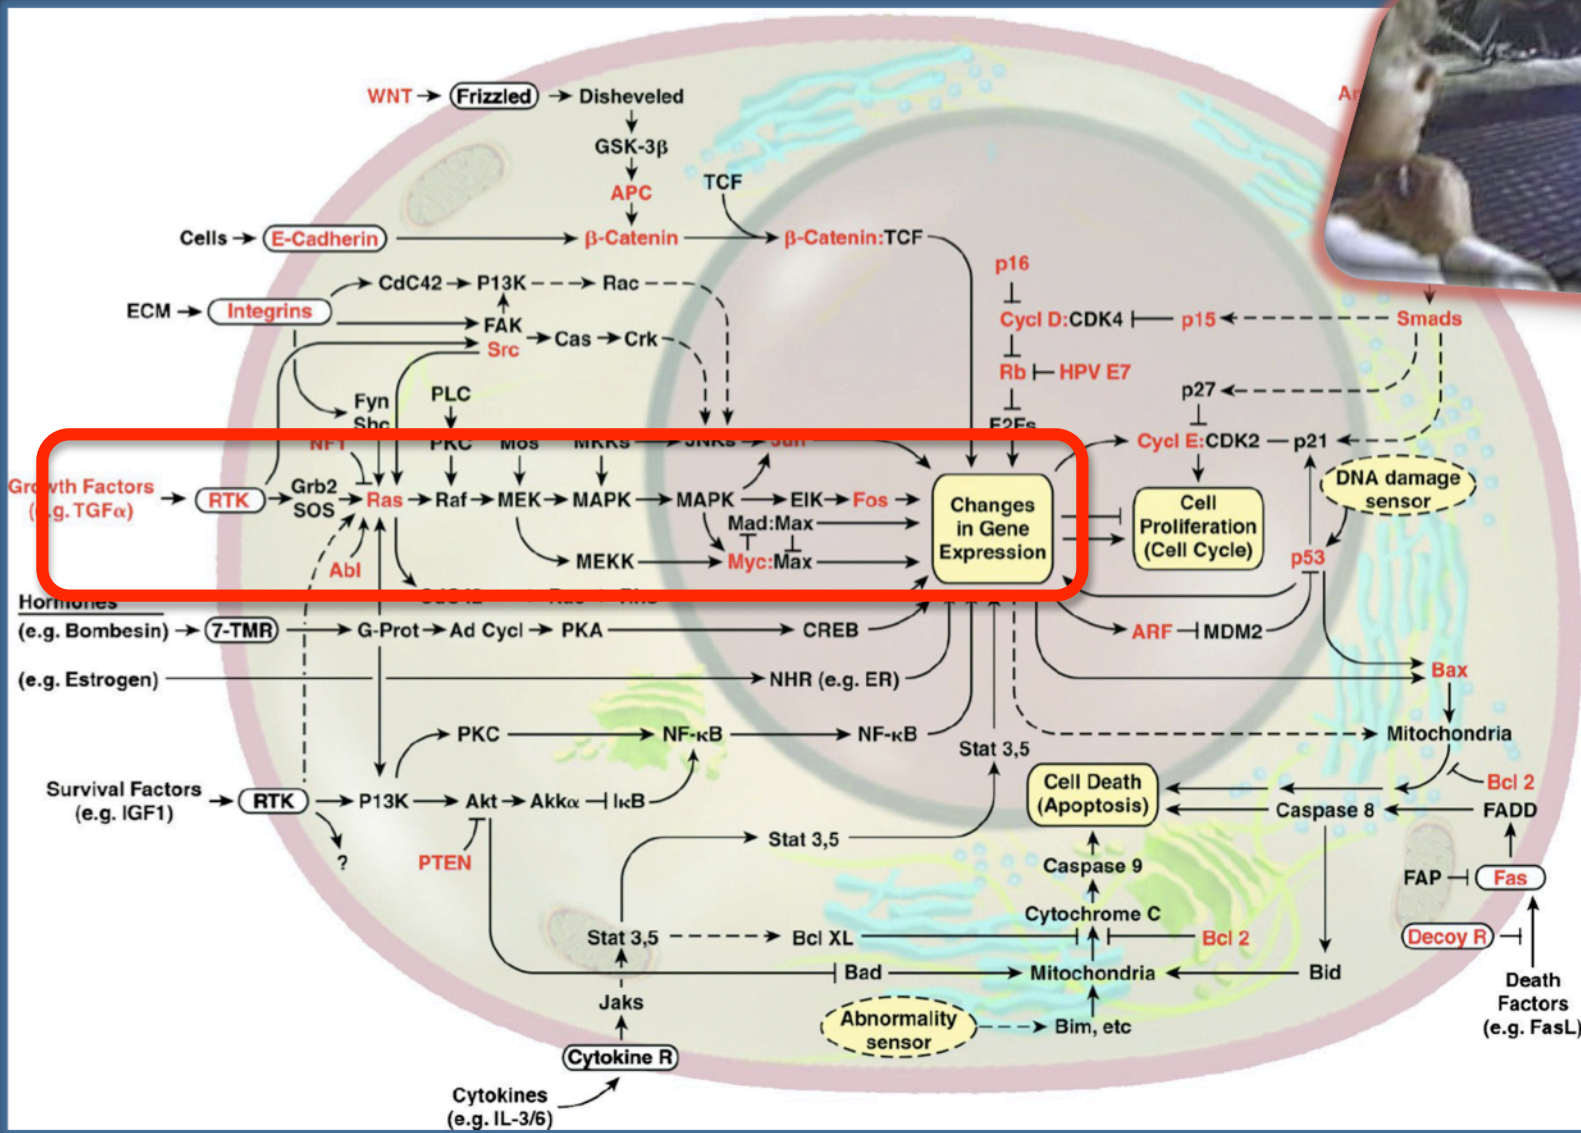 WNT Frizzled Disheveled
GSK-3β
APC
TCF
Cells E-Cadherin β-Catenin β-Catenin:TCF
p16
CdC42 P13K Rac
ECM Integrins
FAK
Src
Cas Crk
Cycl D:CDK4 p15 Smads
Rb HPV E7
p27
Fyn
Shc
PLC
E2Fs
NF1 PKC Mos MKKs JNKs Jun
Cycl E:CDK2 p21
Growth Factors
(e.g. TGFα)
RTK
Grb2
SOS
Ras Raf MEK MAPK MAPK ElK Fos
Changes
in Gene
Expression
Cell
Proliferation
(Cell Cycle)
DNA damage
sensor
Mad:Max
Abl
MEKK Myc:Max
p53
Hormones
(e.g. Bombesin) 7-TMR G-Prot Ad Cycl PKA CREB
ARF MDM2
(e.g. Estrogen) NHR (e.g. ER)
Bax
PKC NF-κB NF-κB
Stat 3,5
Mitochondria
Survival Factors
(e.g. IGF1)
RTK P13K Akt Akkα IκB
Cell Death
(Apoptosis)
Bcl 2
Caspase 8 FADD
?
PTEN
Stat 3,5
Caspase 9
FAP Fas
Cytochrome C
Stat 3,5 Bcl XL Bcl 2
Decoy R
Bad Mitochondria Bid
Jaks
Death
Factors
(e.g. FasL)
Abnormality
sensor
Bim, etc
Cytokine R
Cytokines
(e.g. IL-3/6)